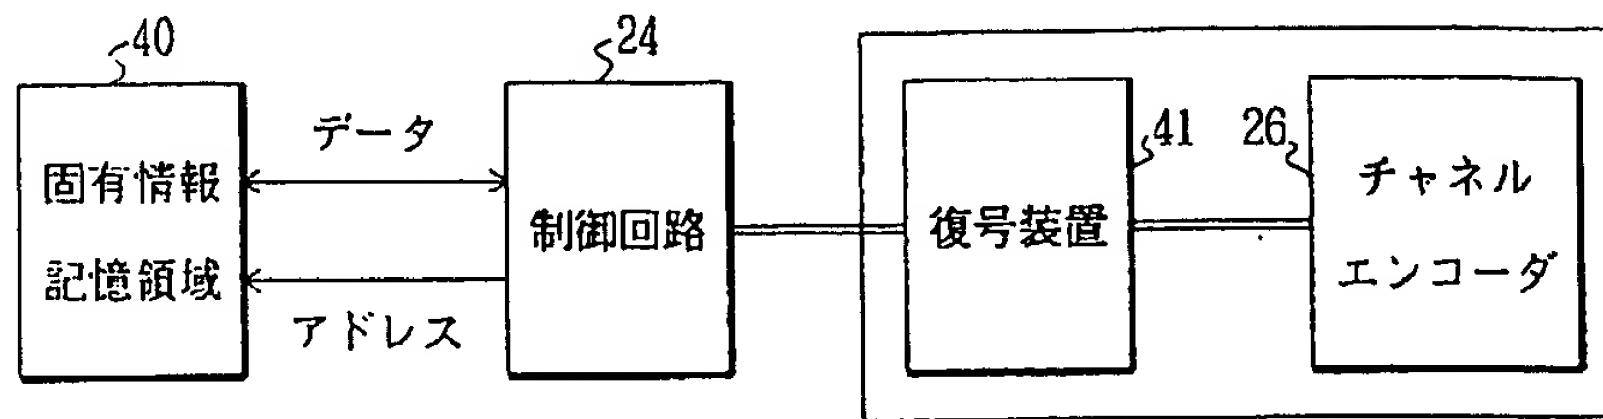 40
固有情報
記憶領域
データ
アドレス
24
制御回路
復号装置
41
26
チャネル
エンコーダ